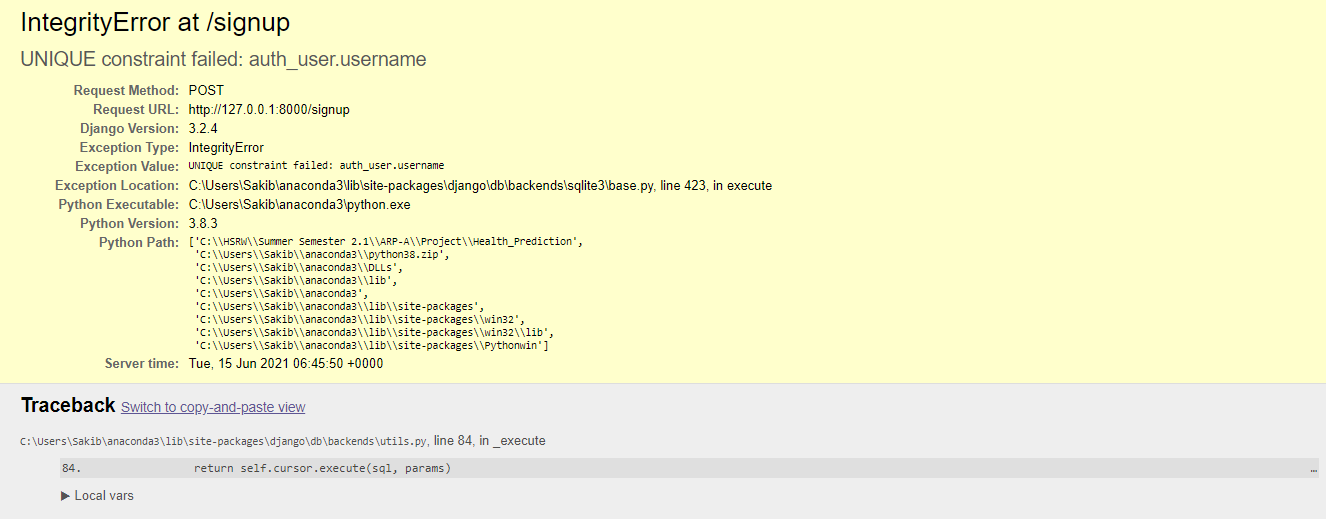 IntegrityError at /signup
UNIQUE constraint failed: auth_user.username
Request Method: POST
Request URL: http://127.0.0.1:8000/signup
Django Version: 3.2.4
Exception Type: IntegrityError
Exception Value: UNIQUE constraint failed: auth_user.username
Exception Location: C:\Users\Sakib\anaconda3\lib\site-packages\django\db\backends\sqlite3\base.py, line 423, in execute
Python Executable: C:\Users\Sakib\anaconda3\python.exe
Python Version: 3.8.3
Python Path: ['C:\\HSRW\\Summer Semester 2.1\\ARP-A\\Project\\Health_Prediction',
'C:\\Users\\Sakib\\anaconda3\\python38.zip',
'C:\\Users\\Sakib\\anaconda3\\DLLs',
'C:\\Users\\Sakib\\anaconda3\\lib',
'C:\\Users\\Sakib\\anaconda3',
'C:\\Users\\Sakib\\anaconda3\\lib\\site-packages',
'C:\\Users\\Sakib\\anaconda3\\lib\\site-packages\\win32',
'C:\\Users\\Sakib\\anaconda3\\lib\\site-packages\\win32\\lib',
'C:\\Users\\Sakib\\anaconda3\\lib\\site-packages\\Pythonwin']
Server time: Tue, 15 Jun 2021 06:45:50 +0000
Traceback Switch to copy-and-paste view
C:\Users\Sakib\anaconda3\lib\site-packages\django\db\backends\utils.py, line 84, in _execute
84. return self.cursor.execute(sql, params) …
▶ Local vars